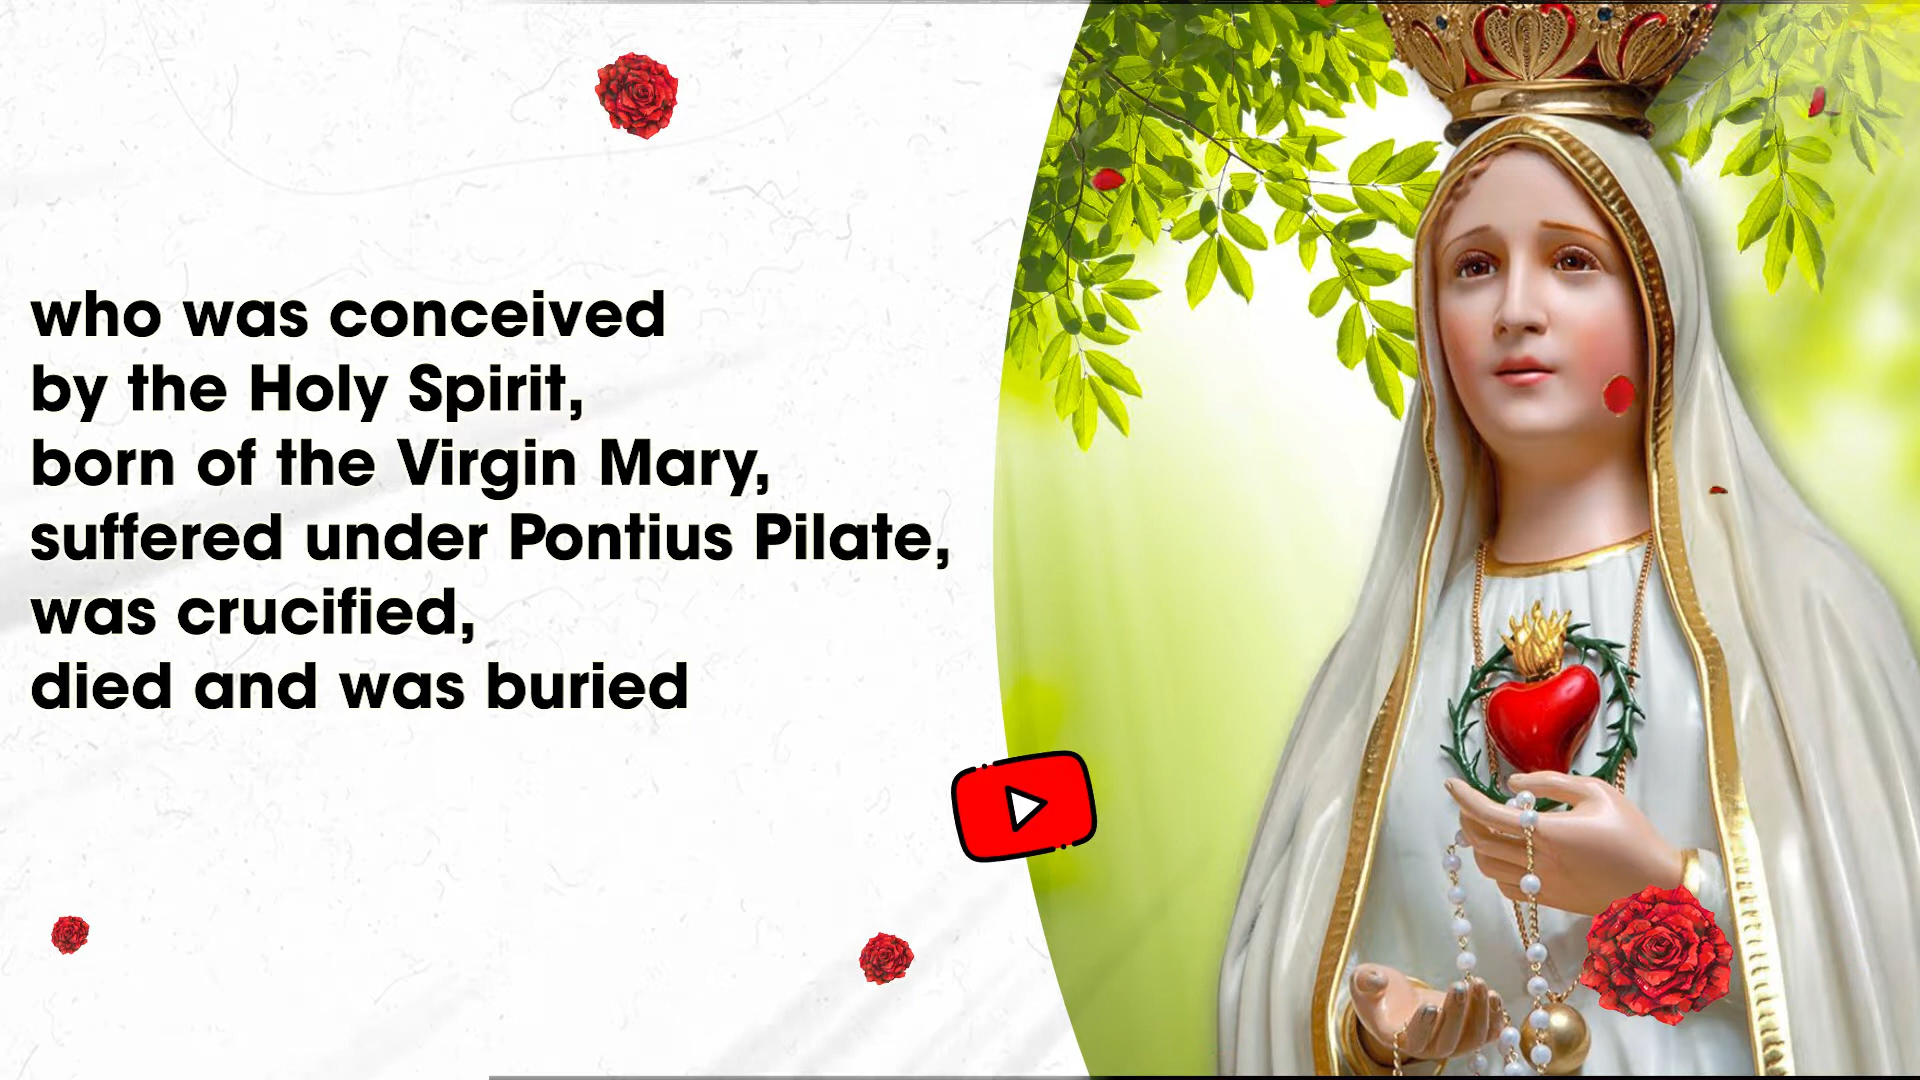 who was conceived
by the Holy Spirit,
born of the Virgin Mary,
suffered under Pontius Pilate,
was crucified,
died and was buried